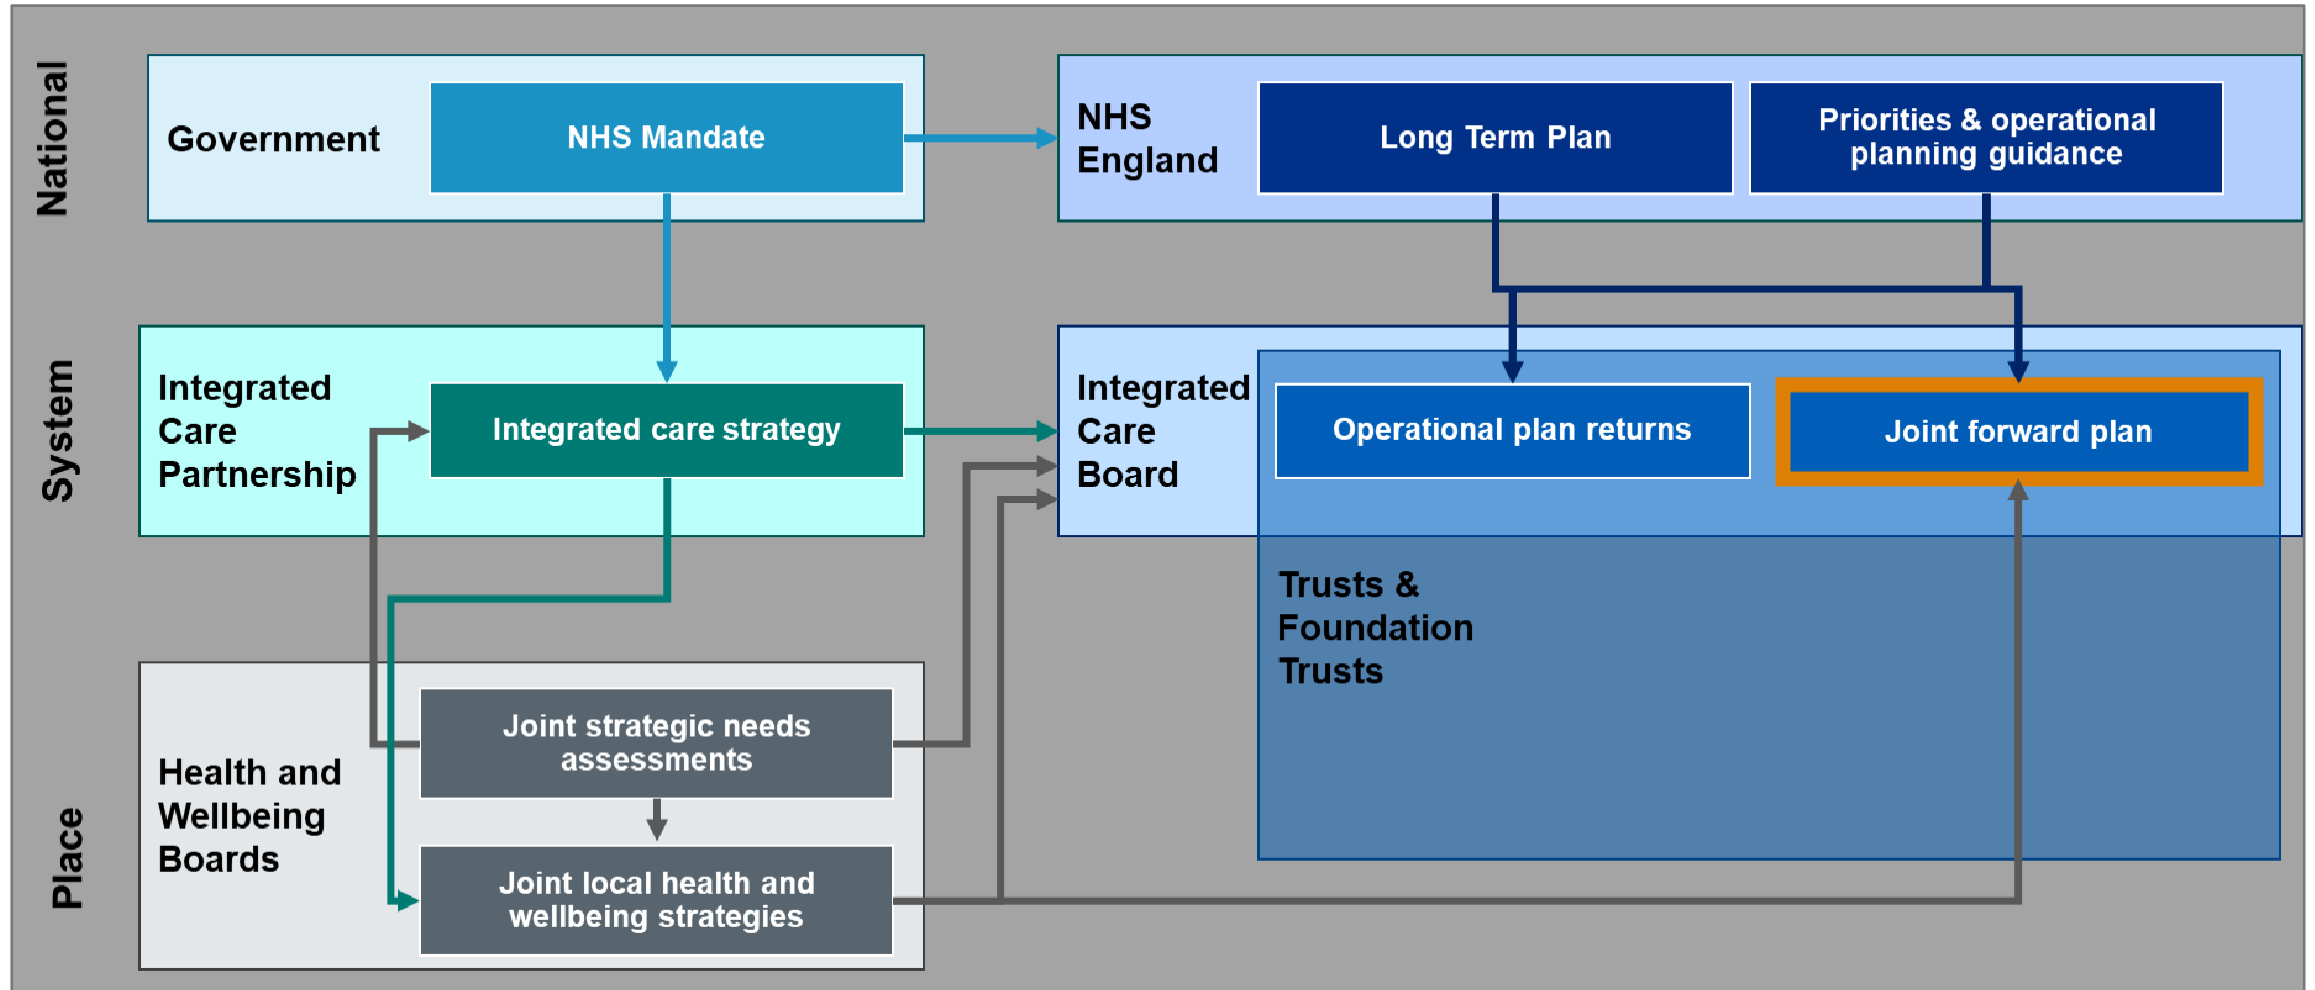 National
Government
NHS Mandate
NHS
England
Long Term Plan
Priorities & operational
planning guidance
System
Integrated
Care
Partnership
Integrated care strategy
Integrated
Care
Board
Operational plan returns
Joint forward plan
Trusts &
Foundation
Trusts
Place
Health and
Wellbeing
Boards
Joint strategic needs
assessments
Joint local health and
wellbeing strategies